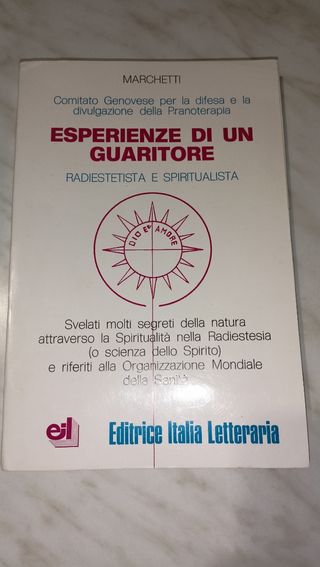 MARCHETTI
Comitato Genovese per la difesa e la
divulgazione della Pranoterapia
ESPERIENZE DI UN
GUARITORE
RADIESTETISTA E SPIRITUALISTA
DIO E' AMORE
Svelati molti segreti della natura
attraverso la Spiritualità nella Radiestesia
(o scienza dello Spirito)
e riferiti alla Organizzazione Mondiale
della Sanità
eil Editrice Italia Letteraria